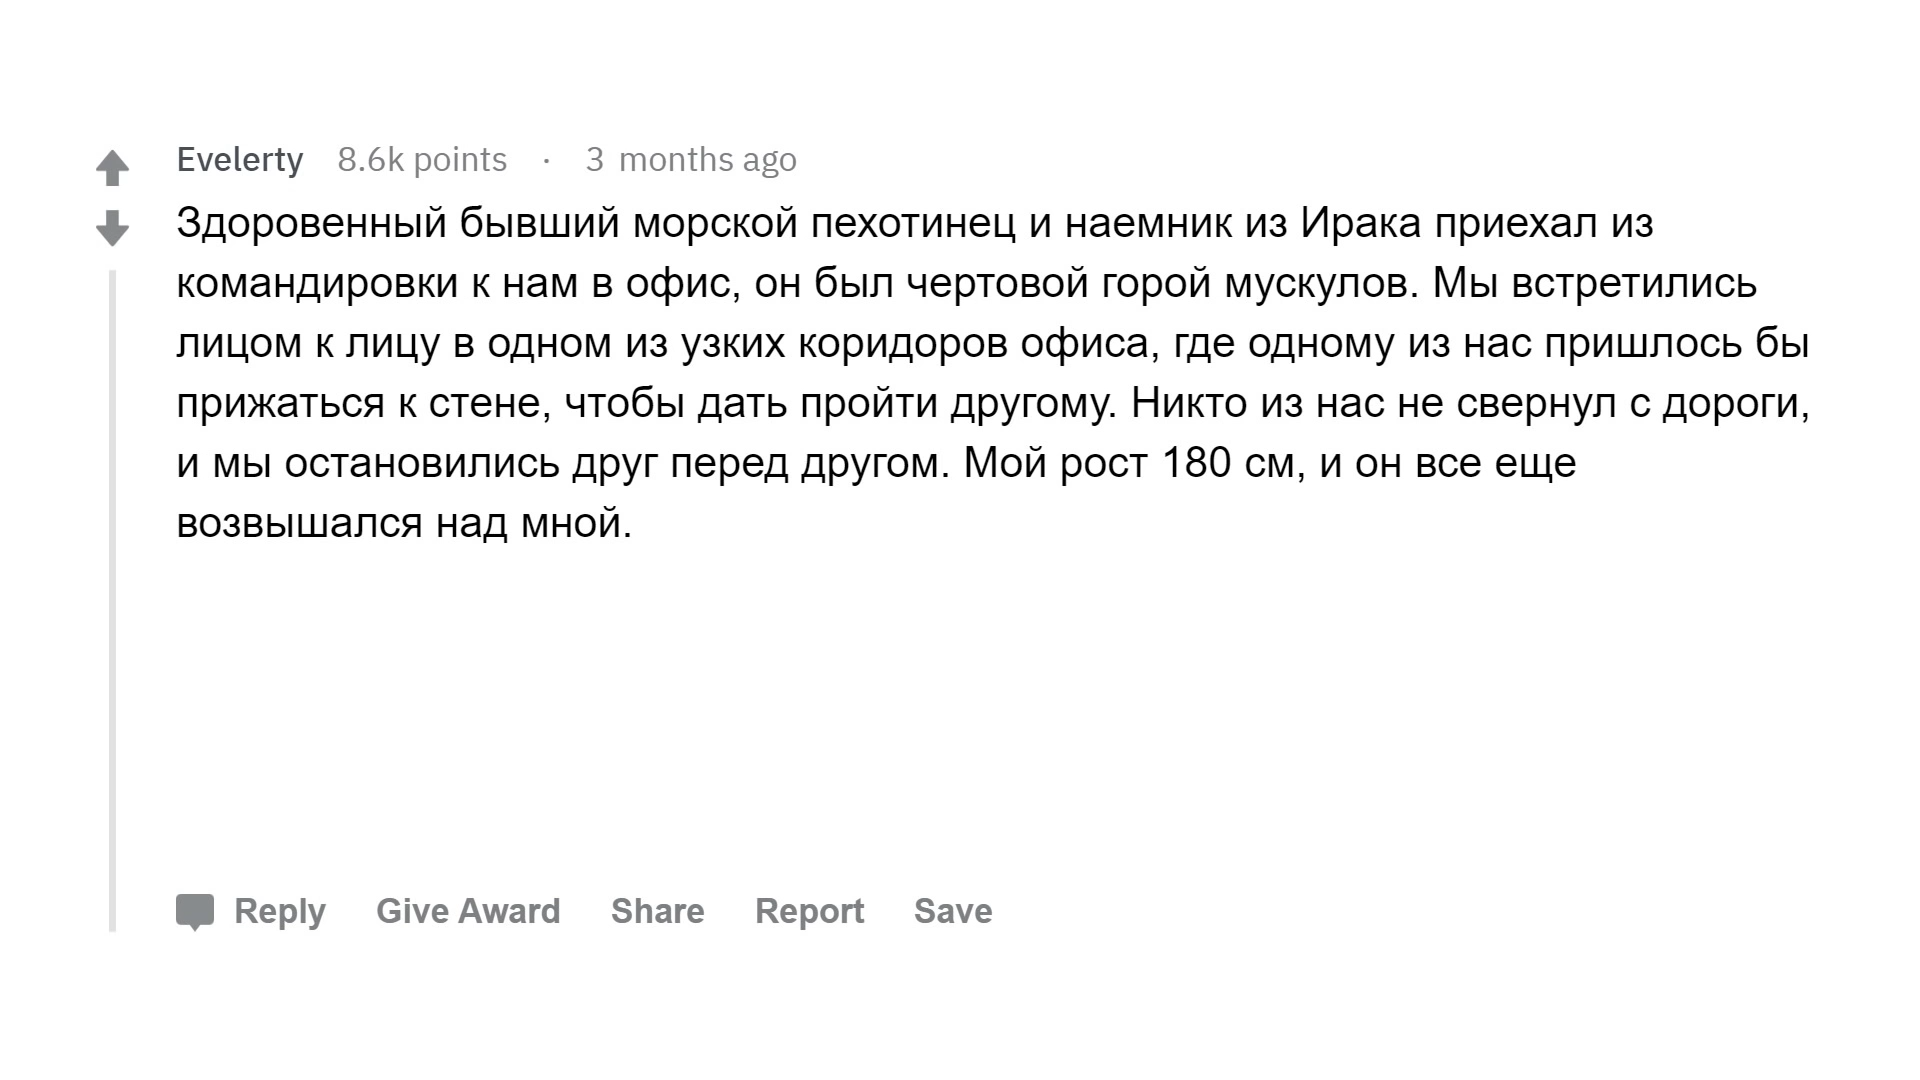 Evelerty 8.6k points · 3 months ago
Здоровенный бывший морской пехотинец и наемник из Ирака приехал из
командировки к нам в офис, он был чертовой горой мускулов. Мы встретились
лицом к лицу в одном из узких коридоров офиса, где одному из нас пришлось бы
прижаться к стене, чтобы дать пройти другому. Никто из нас не свернул с дороги,
и мы остановились друг перед другом. Мой рост 180 см, и он все еще
возвышался над мной.
Reply Give Award Share Report Save